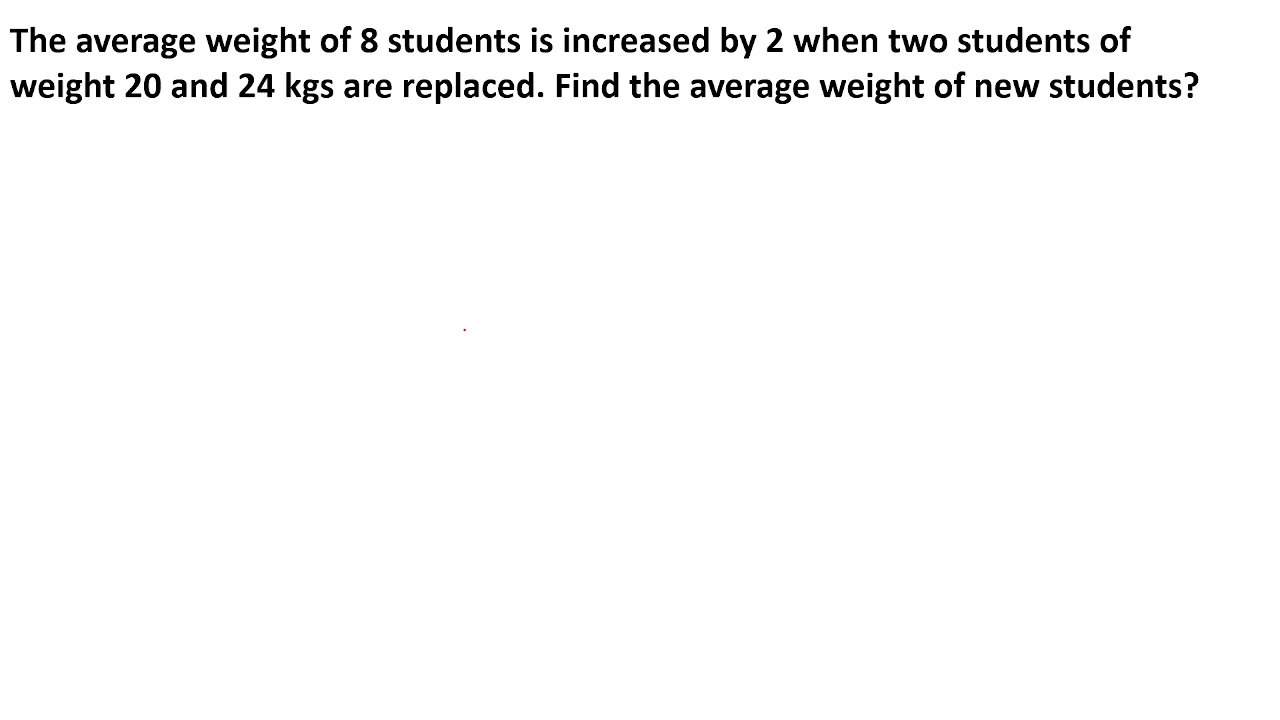 The average weight of 8 students is increased by 2 when two students of
weight 20 and 24 kgs are replaced. Find the average weight of new students?